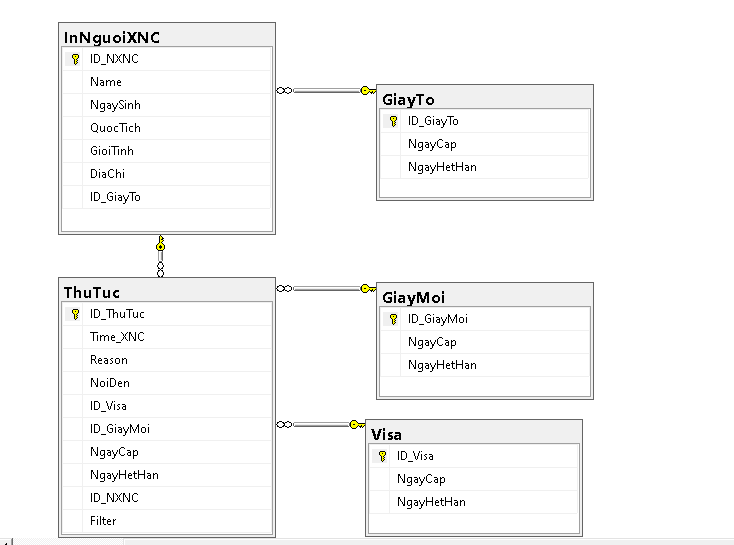 InNguoiXNC
ID_NXNC
Name
NgaySinh
QuocTich
GioiTinh
DiaChi
ID_GiayTo
GiayTo
ID_GiayTo
NgayCap
NgayHetHan
ThuTuc
ID_ThuTuc
Time_XNC
Reason
NoiDen
ID_Visa
ID_GiayMoi
NgayCap
NgayHetHan
ID_NXNC
Filter
GiayMoi
ID_GiayMoi
NgayCap
NgayHetHan
Visa
ID_Visa
NgayCap
NgayHetHan